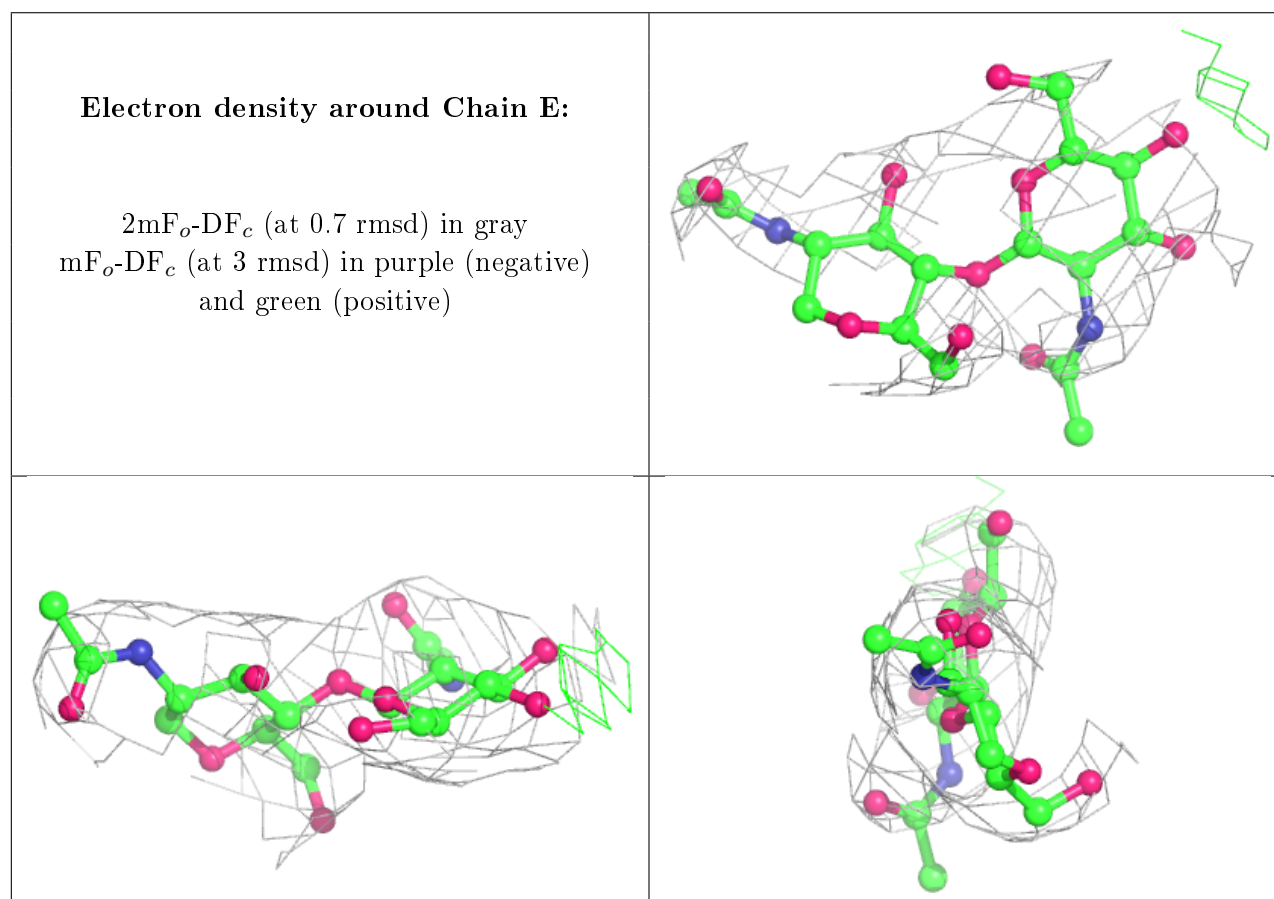 Electron density around Chain E:
2mFₒ-DF𝒸 (at 0.7 rmsd) in gray
mFₒ-DF𝒸 (at 3 rmsd) in purple (negative)
and green (positive)